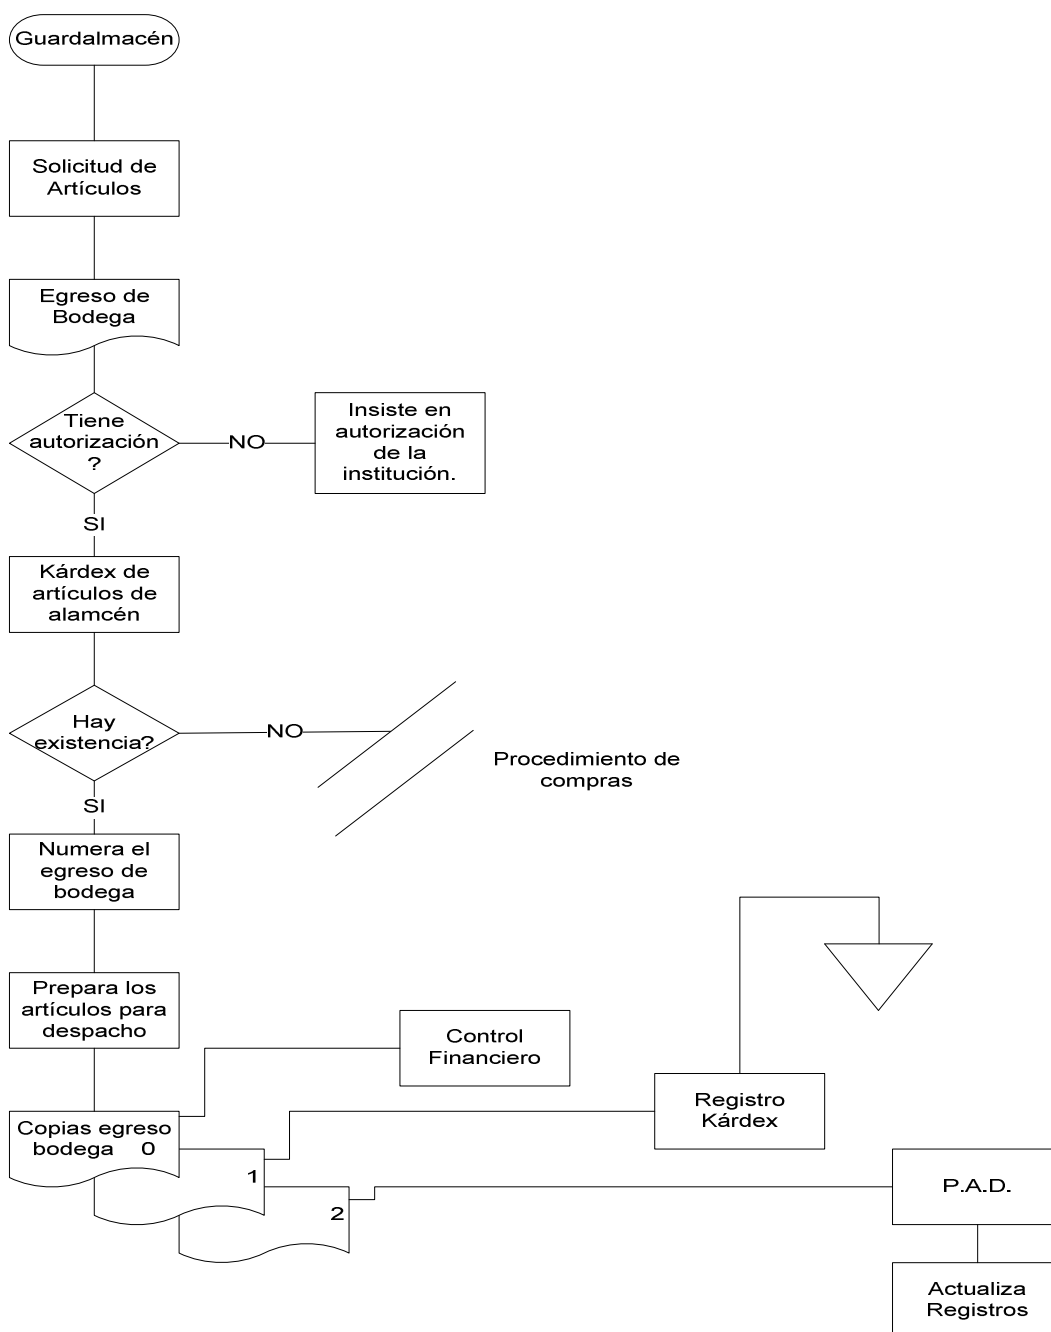 Guardalmacén
Solicitud de
Artículos
Egreso de
Bodega
Tiene
autorización
?
NO
Insiste en
autorización
de la
institución.
SI
Kárdex de
artículos de
alamcén
Hay
existencia?
NO
Procedimiento de
compras
SI
Numera el
egreso de
bodega
Prepara los
artículos para
despacho
Control
Financiero
Registro
Kárdex
Copias egreso
bodega 0
1
2
P.A.D.
Actualiza
Registros